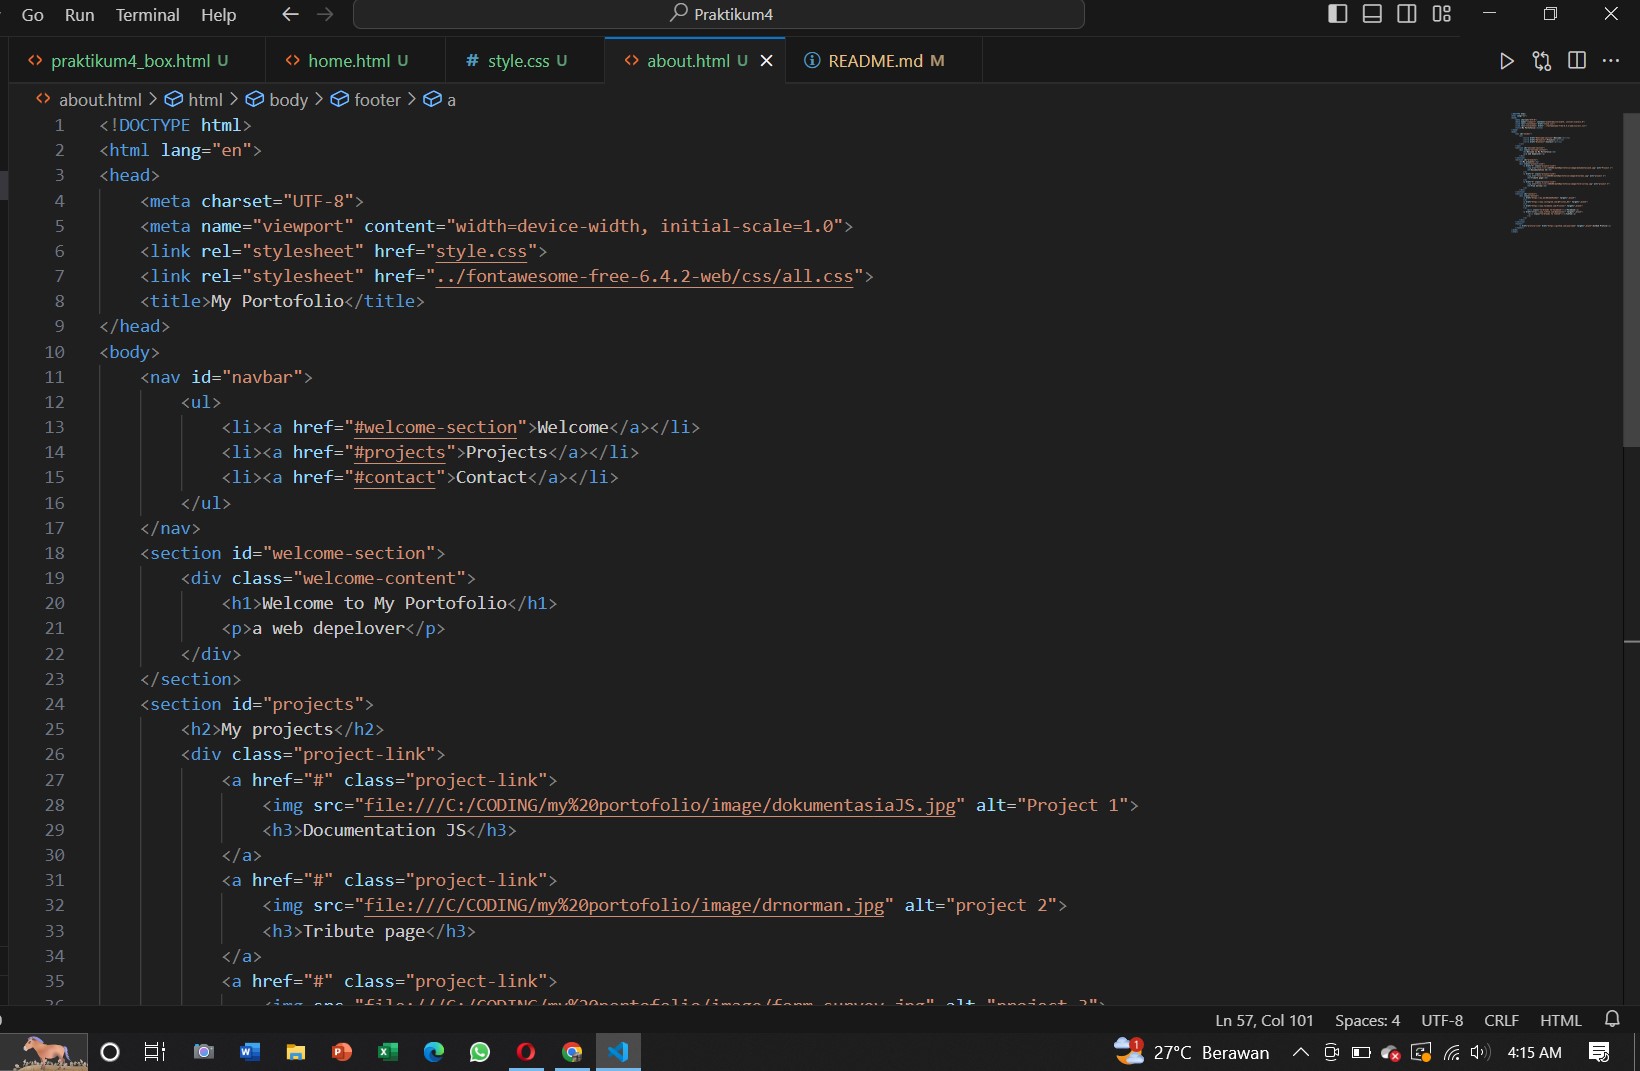 Go Run Terminal Help Praktikum4
praktikum4_box.html U home.html U # style.css U about.html U README.md M
about.html > html > body > footer > a
1 <!DOCTYPE html>
2 <html lang="en">
3 <head>
4 <meta charset="UTF-8">
5 <meta name="viewport" content="width=device-width, initial-scale=1.0">
6 <link rel="stylesheet" href="style.css">
7 <link rel="stylesheet" href="../fontawesome-free-6.4.2-web/css/all.css">
8 <title>My Portofolio</title>
9 </head>
10 <body>
11 <nav id="navbar">
12 <ul>
13 <li><a href="#welcome-section">Welcome</a></li>
14 <li><a href="#projects">Projects</a></li>
15 <li><a href="#contact">Contact</a></li>
16 </ul>
17 </nav>
18 <section id="welcome-section">
19 <div class="welcome-content">
20 <h1>Welcome to My Portofolio</h1>
21 <p>a web depelover</p>
22 </div>
23 </section>
24 <section id="projects">
25 <h2>My projects</h2>
26 <div class="project-link">
27 <a href="#" class="project-link">
28 <img src="file:///C:/CODING/my%20portofolio/image/dokumentasiaJS.jpg" alt="Project 1">
29 <h3>Documentation JS</h3>
30 </a>
31 <a href="#" class="project-link">
32 <img src="file:///C/CODING/my%20portofolio/image/drnorman.jpg" alt="project 2">
33 <h3>Tribute page</h3>
34 </a>
35 <a href="#" class="project-link">
Ln 57, Col 101 Spaces: 4 UTF-8 CRLF HTML
27°C Berawan 4:15 AM